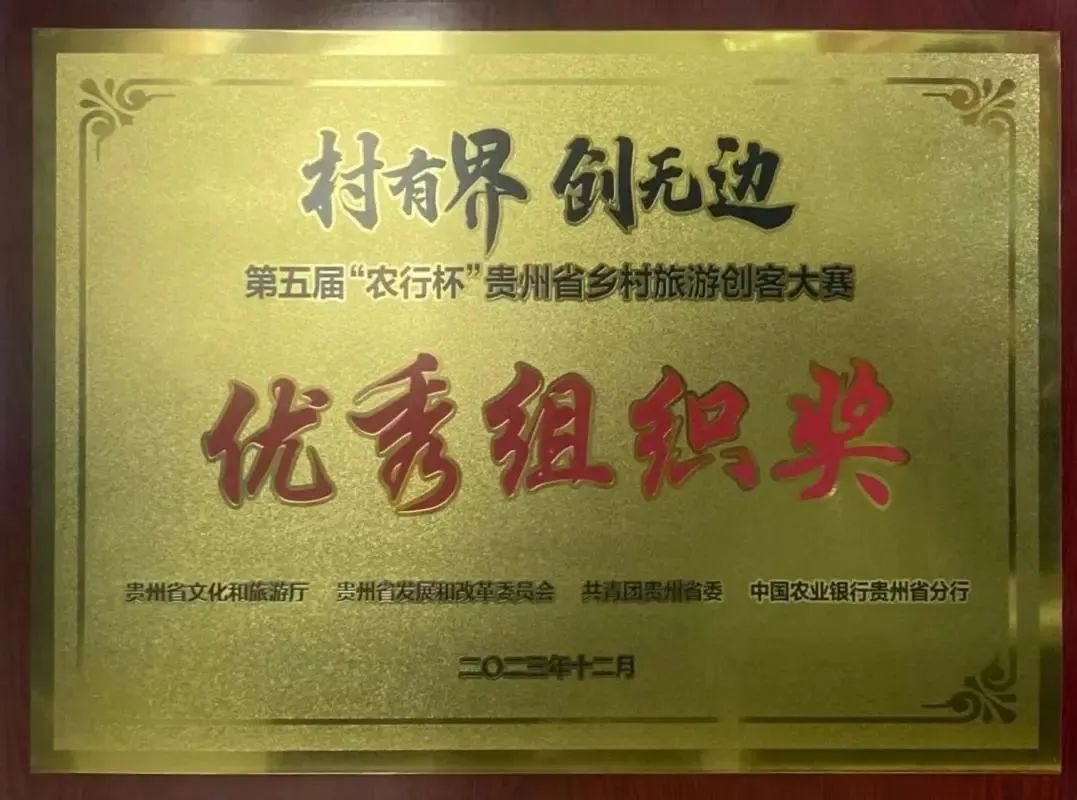 村有界 创无边
第五届“农行杯”贵州省乡村旅游创客大赛
优秀组织奖
贵州省文化和旅游厅 贵州省发展和改革委员会 共青团贵州省委 中国农业银行贵州省分行
二〇二三年十二月